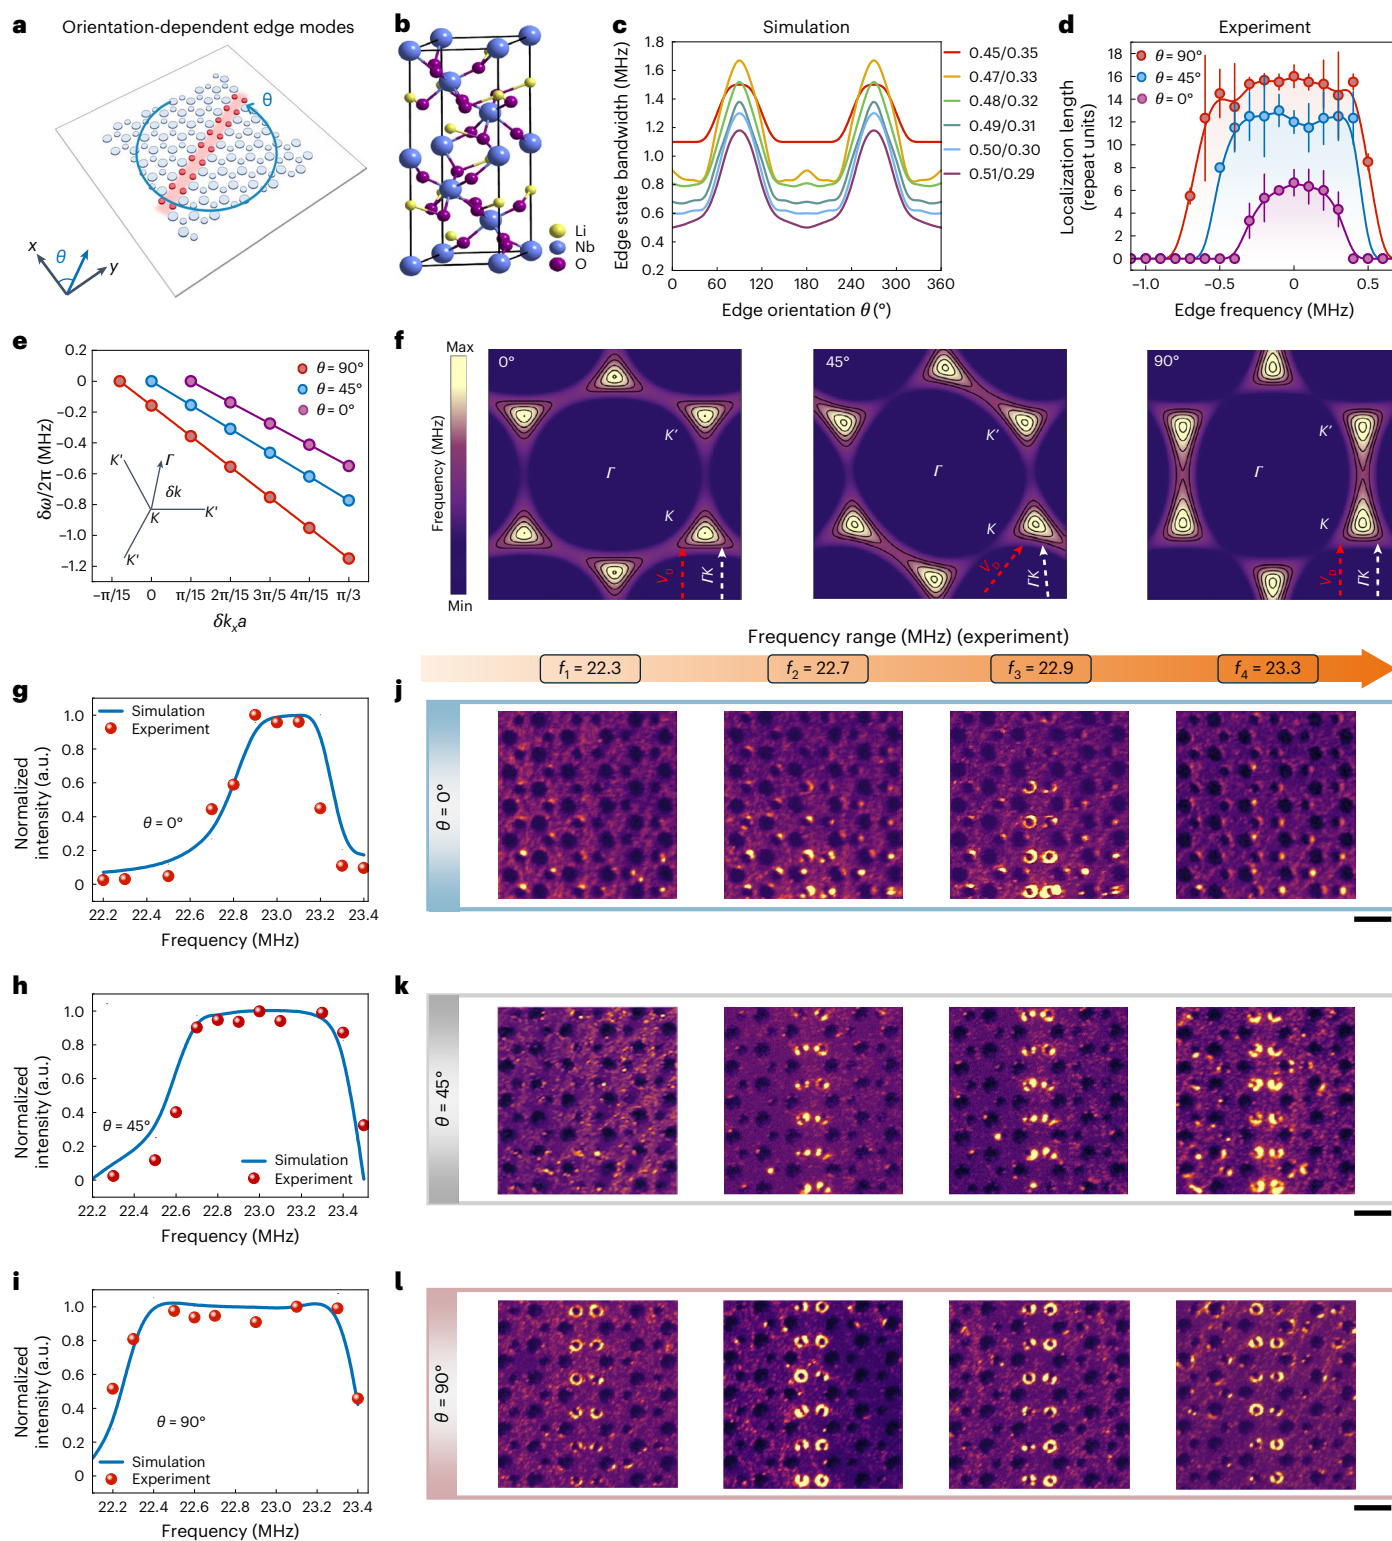 a
Orientation-dependent edge modes
θ
x
θ
y
b
Li
Nb
O
c
Simulation
Edge state bandwidth (MHz)
1.8
1.6
1.4
1.2
1.0
0.8
0.6
0.4
0.2
0 60 120 180 240 300 360
Edge orientation θ (°)
0.45/0.35
0.47/0.33
0.48/0.32
0.49/0.31
0.50/0.30
0.51/0.29
d
Experiment
Localization length
(repeat units)
18
16
14
12
10
8
6
4
2
0
θ = 90°
θ = 45°
θ = 0°
−1.0 −0.5 0 0.5
Edge frequency (MHz)
e
δω/2π (MHz)
0.2
0
−0.2
−0.4
−0.6
−0.8
−1.0
−1.2
θ = 90°
θ = 45°
θ = 0°
K′
Γ
δk
K
K′
K′
−π/15 0 π/15 2π/15 3π/5 4π/15 π/3
δkₓa
f
Max
Frequency (MHz)
Min
0°
K′
Γ
K
V_D
ΓK
45°
K′
Γ
K
V_D
ΓK
90°
K′
Γ
K
V_D
ΓK
Frequency range (MHz) (experiment)
f₁ = 22.3
f₂ = 22.7
f₃ = 22.9
f₄ = 23.3
g
Normalized
intensity (a.u.)
1.0
0.8
0.6
0.4
0.2
0
Simulation
Experiment
θ = 0°
22.2 22.4 22.6 22.8 23.0 23.2 23.4
Frequency (MHz)
j
θ = 0°
h
Normalized
intensity (a.u.)
1.0
0.8
0.6
0.4
0.2
0
θ = 45°
Simulation
Experiment
22.2 22.4 22.6 22.8 23.0 23.2 23.4
Frequency (MHz)
k
θ = 45°
i
Normalized
intensity (a.u.)
1.0
0.8
0.6
0.4
0.2
0
θ = 90°
Simulation
Experiment
22.2 22.4 22.6 22.8 23.0 23.2 23.4
Frequency (MHz)
l
θ = 90°